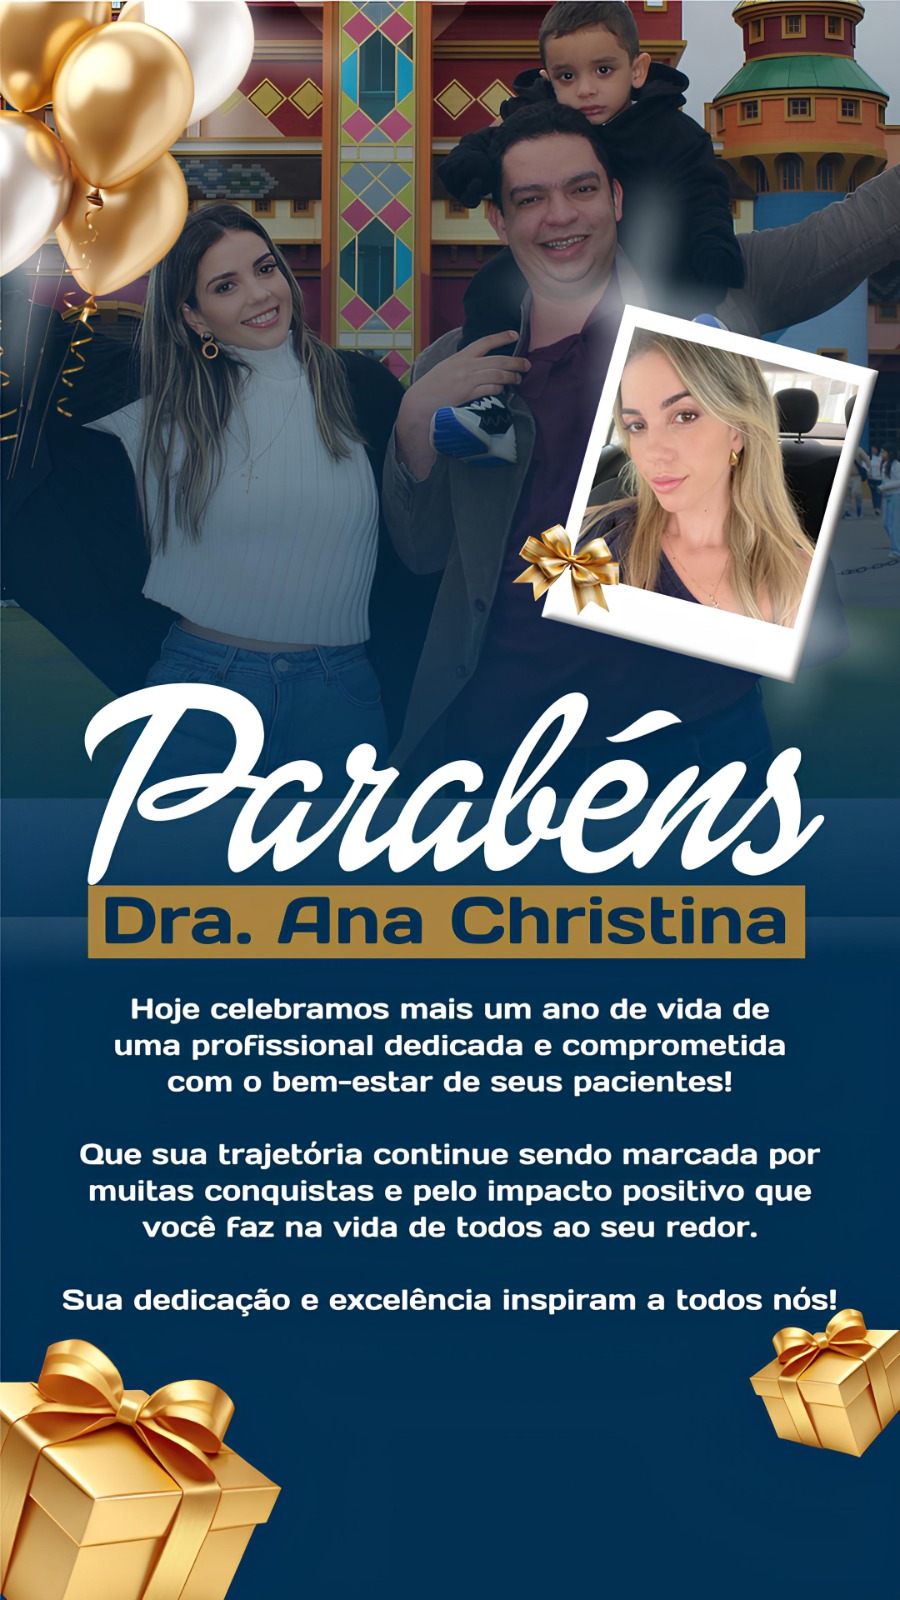 Parabéns
Dra. Ana Christina
Hoje celebramos mais um ano de vida de
uma profissional dedicada e comprometida
com o bem-estar de seus pacientes!
Que sua trajetória continue sendo marcada por
muitas conquistas e pelo impacto positivo que
você faz na vida de todos ao seu redor.
Sua dedicação e excelência inspiram a todos nós!